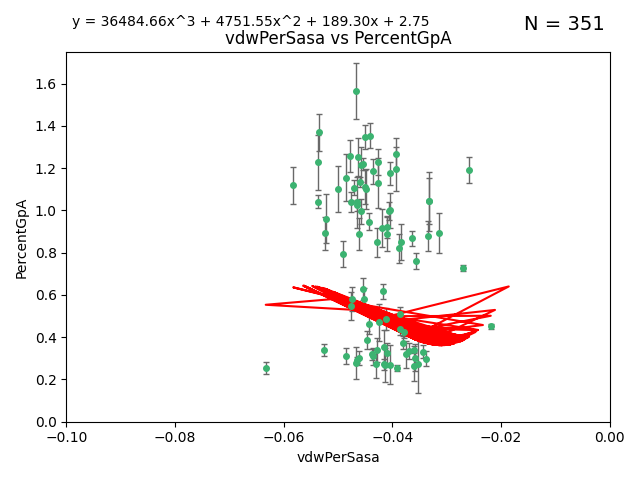 y = 36484.66x^3 + 4751.55x^2 + 189.30x + 2.75
N = 351
vdwPerSasa vs PercentGpA
1.6
1.4
1.2
1.0
0.8
0.6
0.4
0.2
0.0
PercentGpA
−0.10 −0.08 −0.06 −0.04 −0.02 0.00
vdwPerSasa